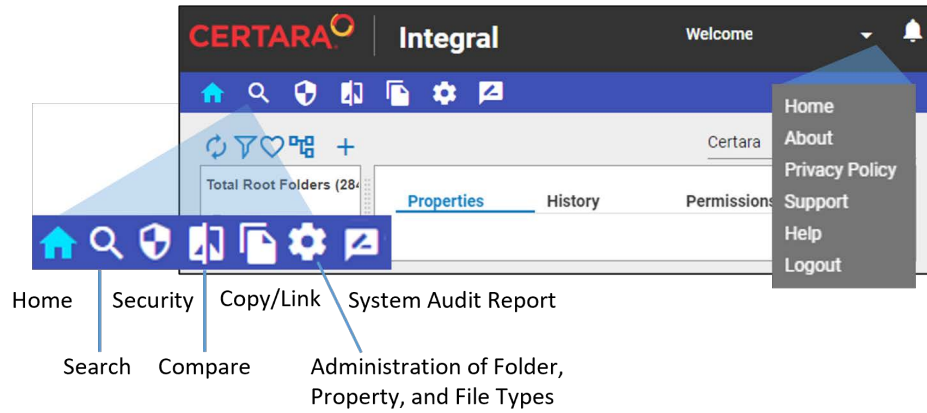 CERTARA Integral Welcome
Home
About
Certara
Privacy Policy
Total Root Folders (284
Properties History Permissions
Support
Help
Logout
Home Security Copy/Link System Audit Report
Search Compare Administration of Folder,
Property, and File Types